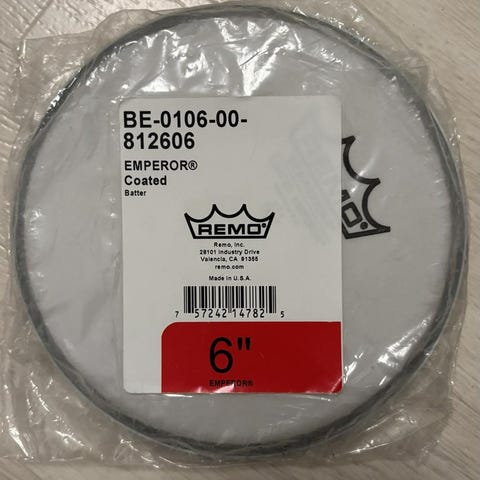 BE-0106-00-
812606
EMPEROR®
Coated
Batter
REMO
REMO
Remo, Inc.
28101 Industry Drive
Valencia, CA 91355
remo.com
Made in U.S.A.
7 57242 14782 5
6"
EMPEROR®